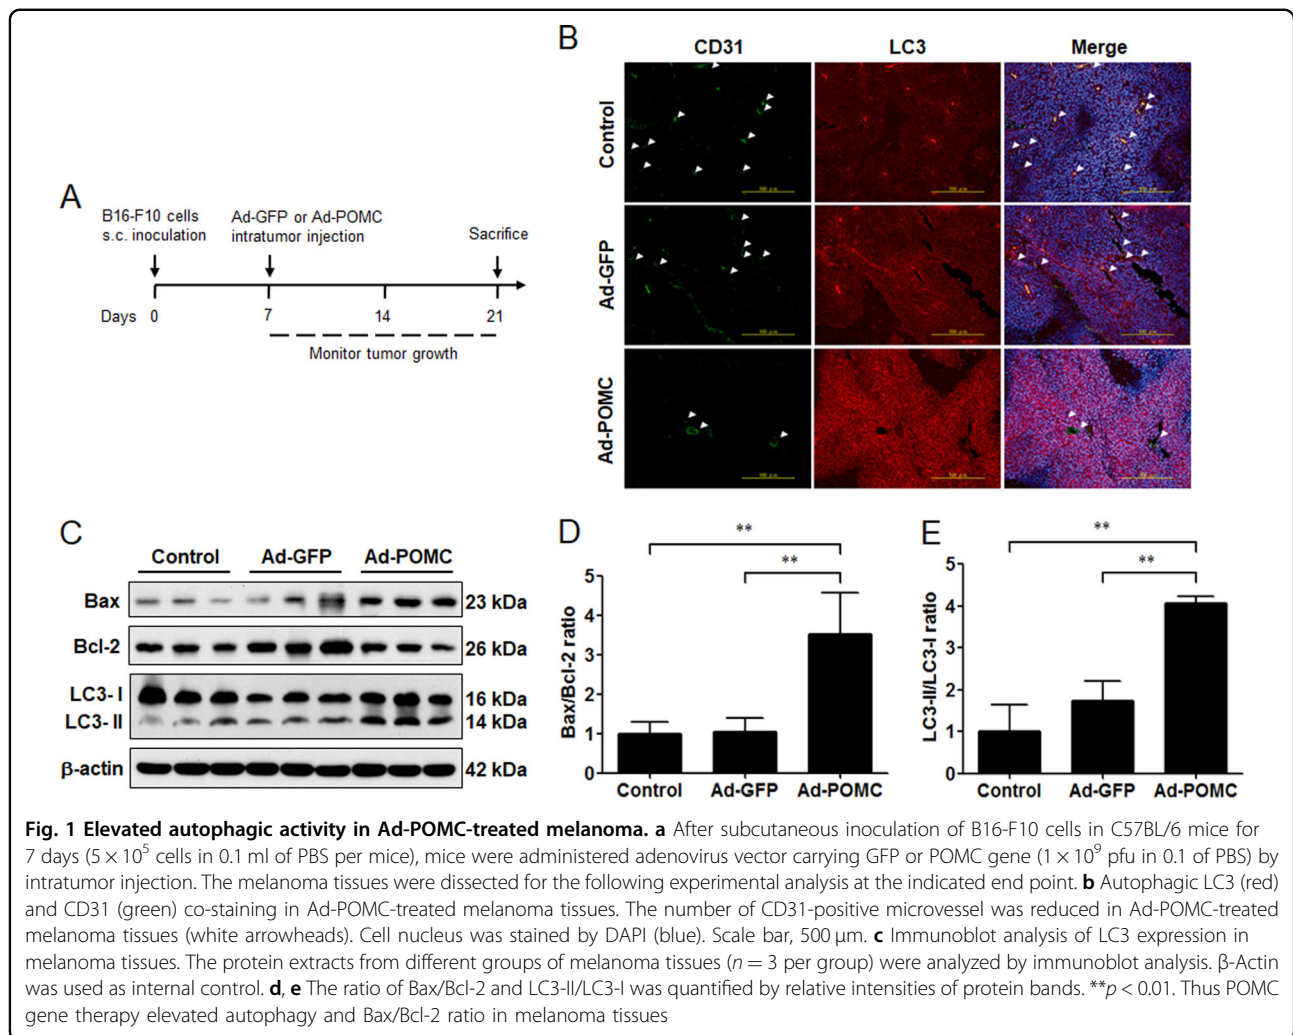 A
B16-F10 cells
s.c. inoculation
Ad-GFP or Ad-POMC
intratumor injection
Sacrifice
Days 0 7 14 21
Monitor tumor growth
B
CD31 LC3 Merge
Control
Ad-GFP
Ad-POMC
C
Control Ad-GFP Ad-POMC
Bax 23 kDa
Bcl-2 26 kDa
LC3- I 16 kDa
LC3- II 14 kDa
β-actin 42 kDa
D
**
**
Bax/Bcl-2 ratio
5
4
3
2
1
0
Control Ad-GFP Ad-POMC
E
**
**
LC3-II/LC3-I ratio
5
4
2
1
0
Control Ad-GFP Ad-POMC
Fig. 1 Elevated autophagic activity in Ad-POMC-treated melanoma. a After subcutaneous inoculation of B16-F10 cells in C57BL/6 mice for
7 days (5 × 10⁵ cells in 0.1 ml of PBS per mice), mice were administered adenovirus vector carrying GFP or POMC gene (1 × 10⁹ pfu in 0.1 of PBS) by
intratumor injection. The melanoma tissues were dissected for the following experimental analysis at the indicated end point. b Autophagic LC3 (red)
and CD31 (green) co-staining in Ad-POMC-treated melanoma tissues. The number of CD31-positive microvessel was reduced in Ad-POMC-treated
melanoma tissues (white arrowheads). Cell nucleus was stained by DAPI (blue). Scale bar, 500 μm. c Immunoblot analysis of LC3 expression in
melanoma tissues. The protein extracts from different groups of melanoma tissues (n = 3 per group) were analyzed by immunoblot analysis. β-Actin
was used as internal control. d, e The ratio of Bax/Bcl-2 and LC3-II/LC3-I was quantified by relative intensities of protein bands. **p < 0.01. Thus POMC
gene therapy elevated autophagy and Bax/Bcl-2 ratio in melanoma tissues